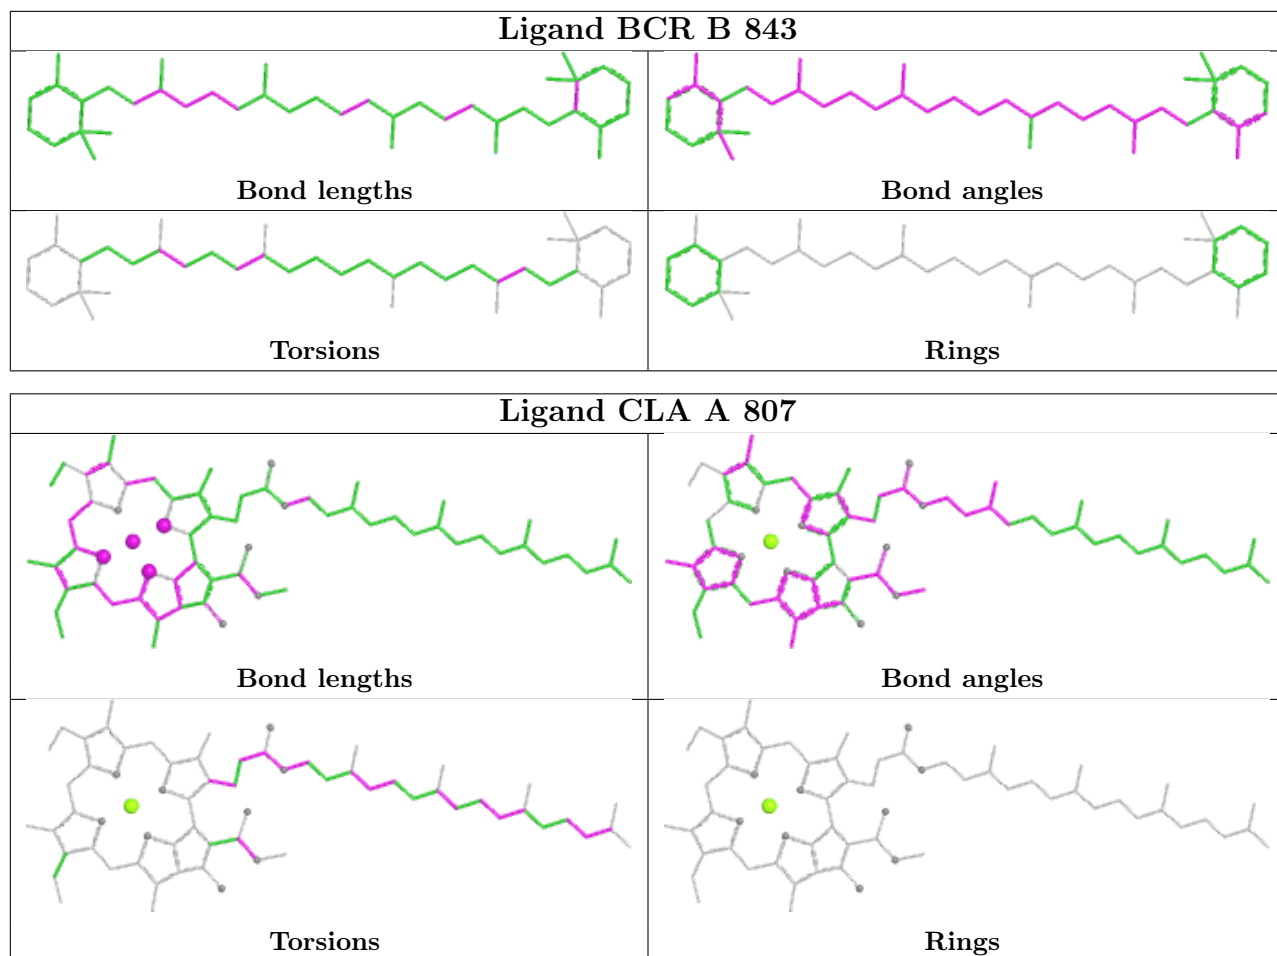 Ligand BCR B 843
Bond lengths
Bond angles
Torsions
Rings
Ligand CLA A 807
Bond lengths
Bond angles
Torsions
Rings